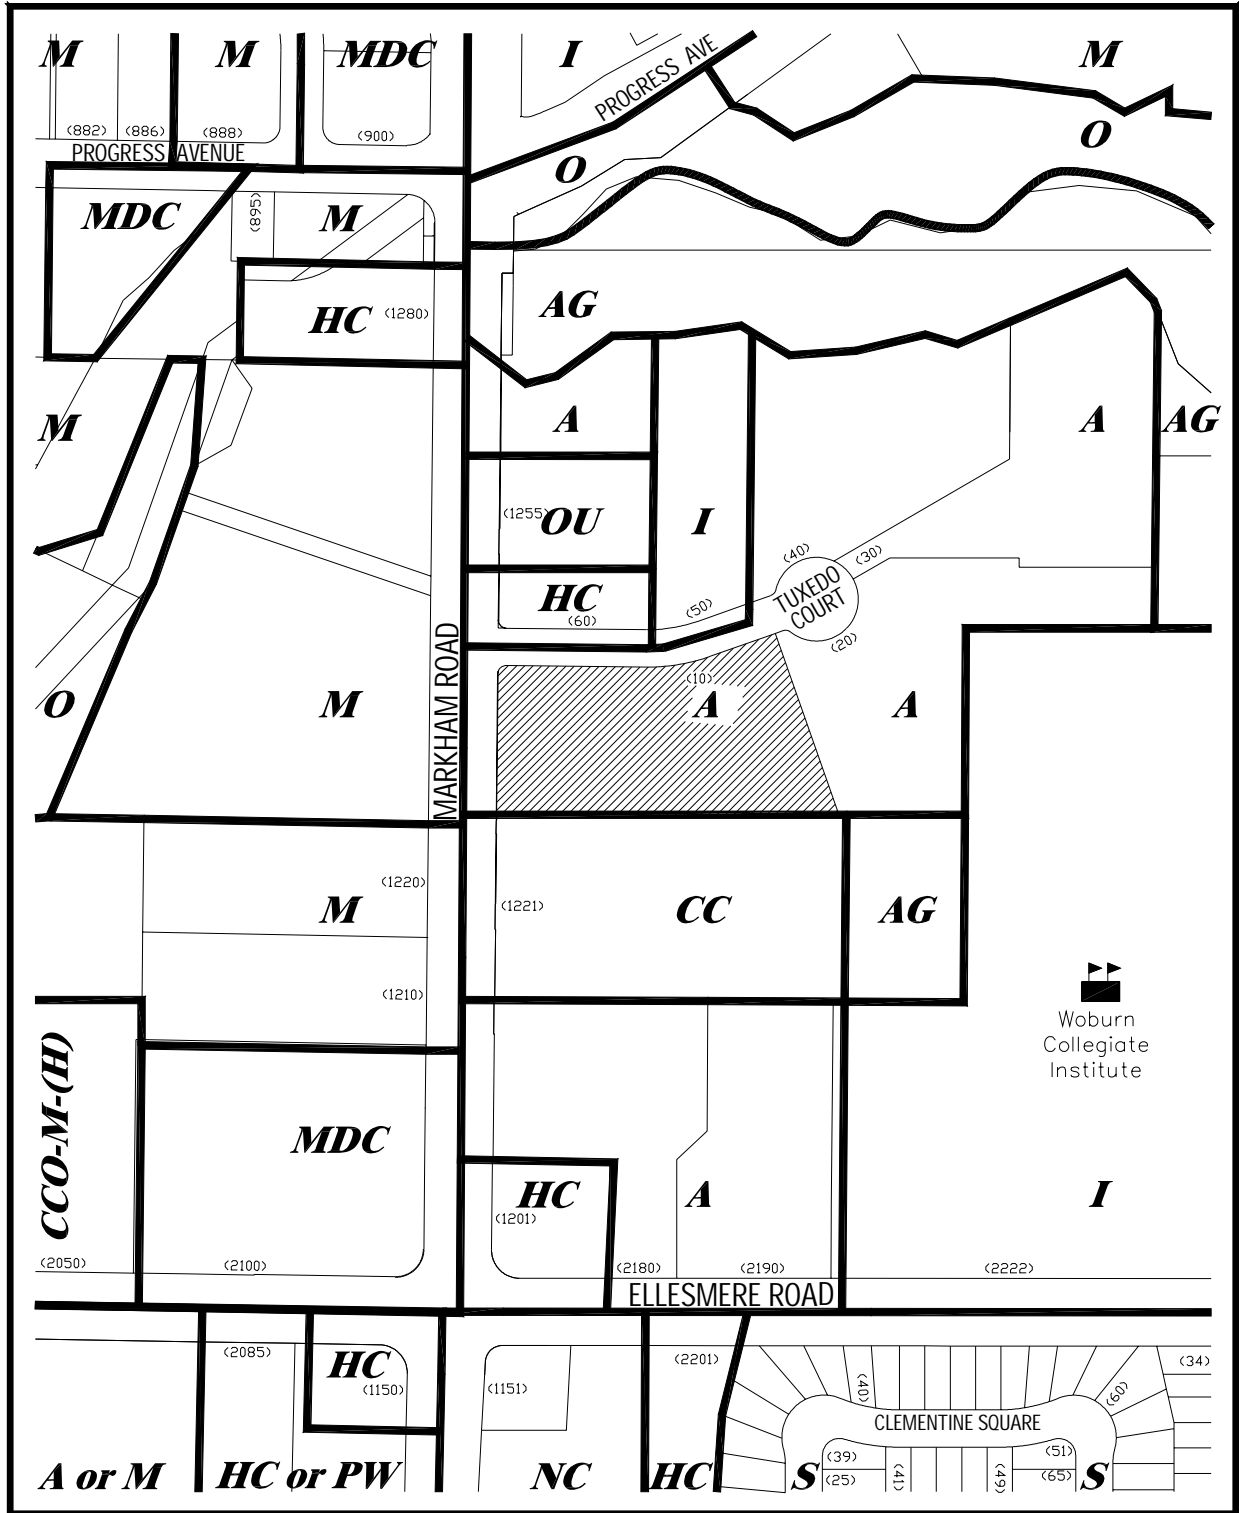 M
M
MDC
I
M
PROGRESS AVE
(882)
(886)
(888)
(900)
PROGRESS AVENUE
O
O
MDC
(895)
M
HC
(1280)
AG
M
A
A
AG
(1255)
OU
I
(40)
(30)
TUXEDO
COURT
HC
(60)
(50)
(20)
O
M
MARKHAM ROAD
(10)
A
A
(1220)
M
(1221)
CC
AG
(1210)
Woburn
Collegiate
Institute
CCO-M-(H)
MDC
HC
(1201)
A
I
(2050)
(2100)
(2180)
(2190)
(2222)
ELLESMERE ROAD
(2085)
HC
(1150)
(1151)
(2201)
(34)
(40)
(60)
CLEMENTINE SQUARE
(39)
(25)
(41)
(49)
(51)
(65)
A or M
HC or PW
NC
HC
S
S